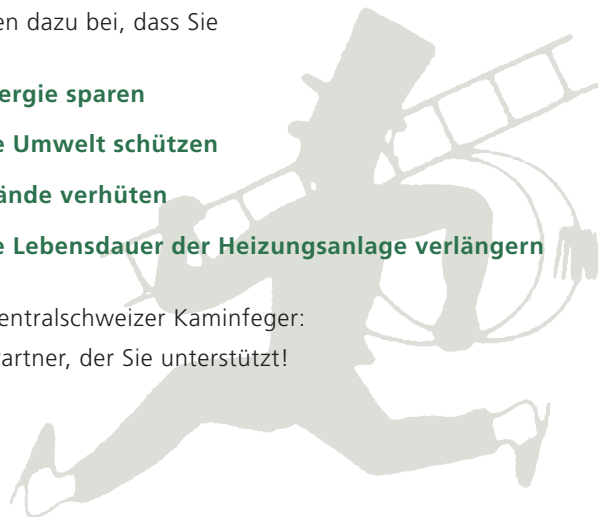 en dazu bei, dass Sie
ergie sparen
e Umwelt schützen
ände verhüten
e Lebensdauer der Heizungsanlage verlängern
entralschweizer Kaminfeger:
artner, der Sie unterstützt!